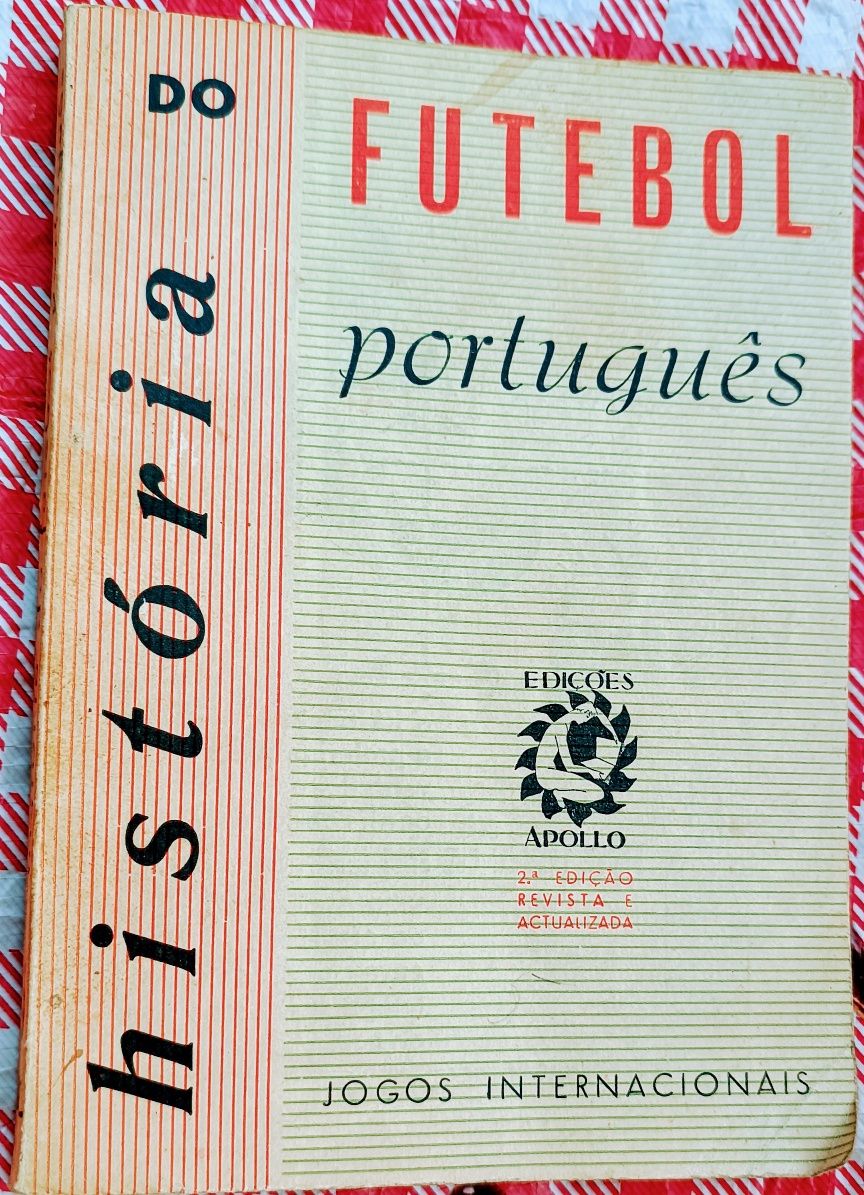 história
DO
FUTEBOL
português
EDIÇÕES
APOLLO
2.ª EDIÇÃO
REVISTA E
ACTUALIZADA
JOGOS INTERNACIONAIS